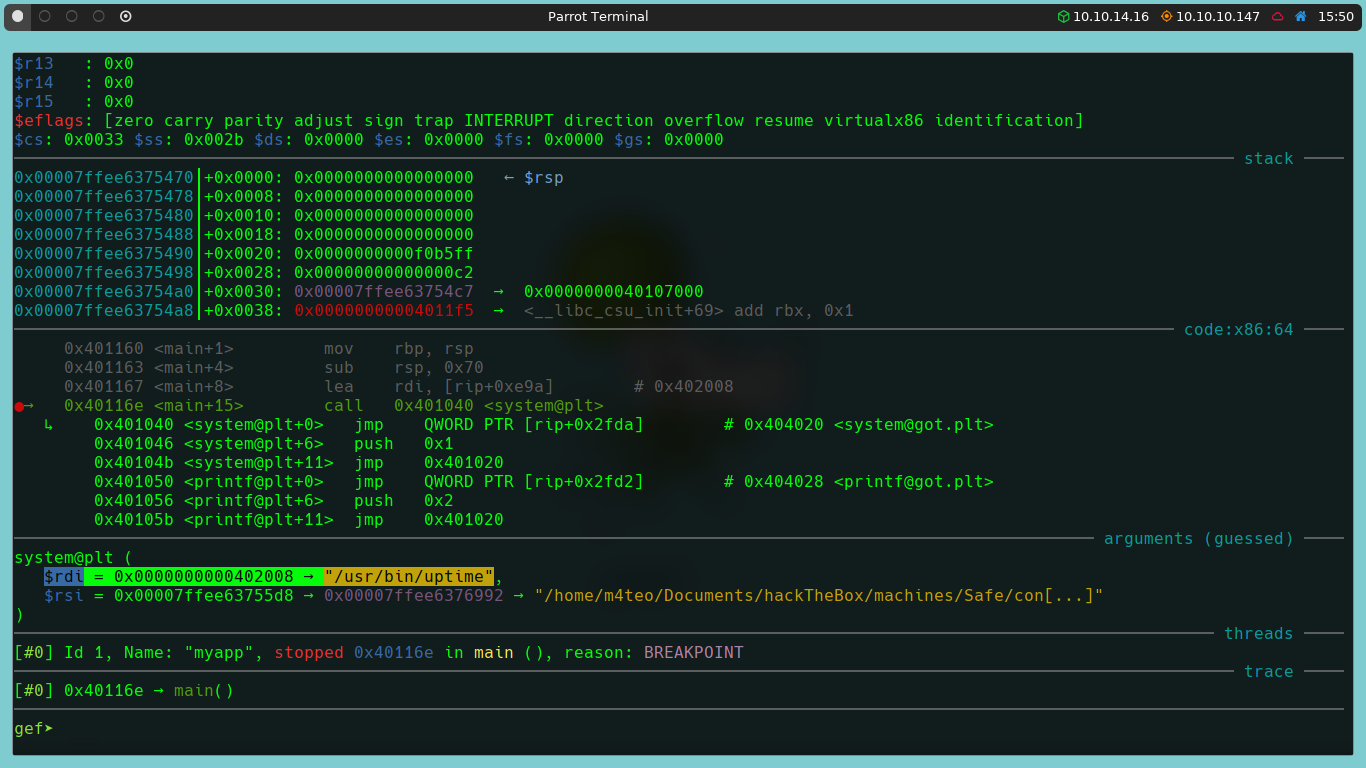 Parrot Terminal 10.10.14.16 10.10.10.147 15:50
$r13   : 0x0
$r14   : 0x0
$r15   : 0x0
$eflags: [zero carry parity adjust sign trap INTERRUPT direction overflow resume virtualx86 identification]
$cs: 0x0033 $ss: 0x002b $ds: 0x0000 $es: 0x0000 $fs: 0x0000 $gs: 0x0000
stack
0x00007ffee6375470│+0x0000: 0x0000000000000000   ← $rsp
0x00007ffee6375478│+0x0008: 0x0000000000000000
0x00007ffee6375480│+0x0010: 0x0000000000000000
0x00007ffee6375488│+0x0018: 0x0000000000000000
0x00007ffee6375490│+0x0020: 0x0000000000f0b5ff
0x00007ffee6375498│+0x0028: 0x00000000000000c2
0x00007ffee63754a0│+0x0030: 0x00007ffee63754c7  →  0x0000000040107000
0x00007ffee63754a8│+0x0038: 0x00000000004011f5  →  <__libc_csu_init+69> add rbx, 0x1
code:x86:64
0x401160 <main+1>         mov    rbp, rsp
0x401163 <main+4>         sub    rsp, 0x70
0x401167 <main+8>         lea    rdi, [rip+0xe9a]        # 0x402008
●→   0x40116e <main+15>        call   0x401040 <system@plt>
↳    0x401040 <system@plt+0>   jmp    QWORD PTR [rip+0x2fda]        # 0x404020 <system@got.plt>
0x401046 <system@plt+6>   push   0x1
0x40104b <system@plt+11>  jmp    0x401020
0x401050 <printf@plt+0>   jmp    QWORD PTR [rip+0x2fd2]        # 0x404028 <printf@got.plt>
0x401056 <printf@plt+6>   push   0x2
0x40105b <printf@plt+11>  jmp    0x401020
arguments (guessed)
system@plt (
$rdi = 0x0000000000402008 → "/usr/bin/uptime",
$rsi = 0x00007ffee63755d8 → 0x00007ffee6376992 → "/home/m4teo/Documents/hackTheBox/machines/Safe/con[...]"
)
threads
[#0] Id 1, Name: "myapp", stopped 0x40116e in main (), reason: BREAKPOINT
trace
[#0] 0x40116e → main()
gef➤